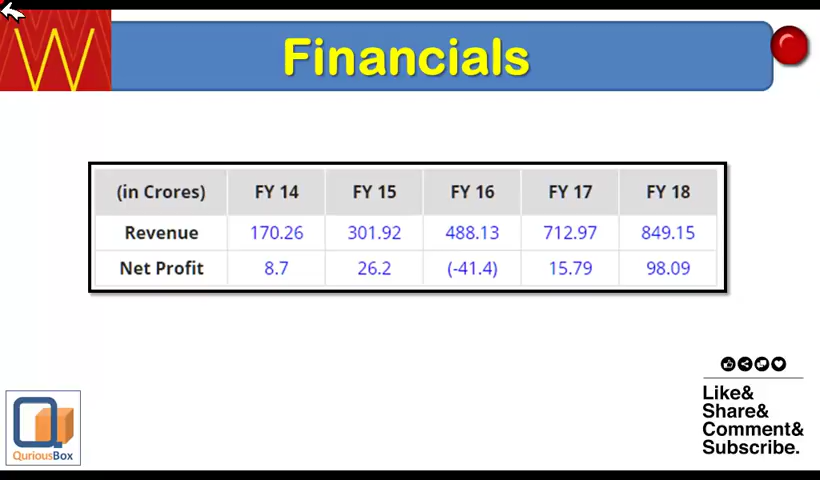 W
Financials
(in Crores) FY 14 FY 15 FY 16 FY 17 FY 18
Revenue 170.26 301.92 488.13 712.97 849.15
Net Profit 8.7 26.2 (-41.4) 15.79 98.09
Like&
Share&
Comment&
Subscribe.
QuriousBox